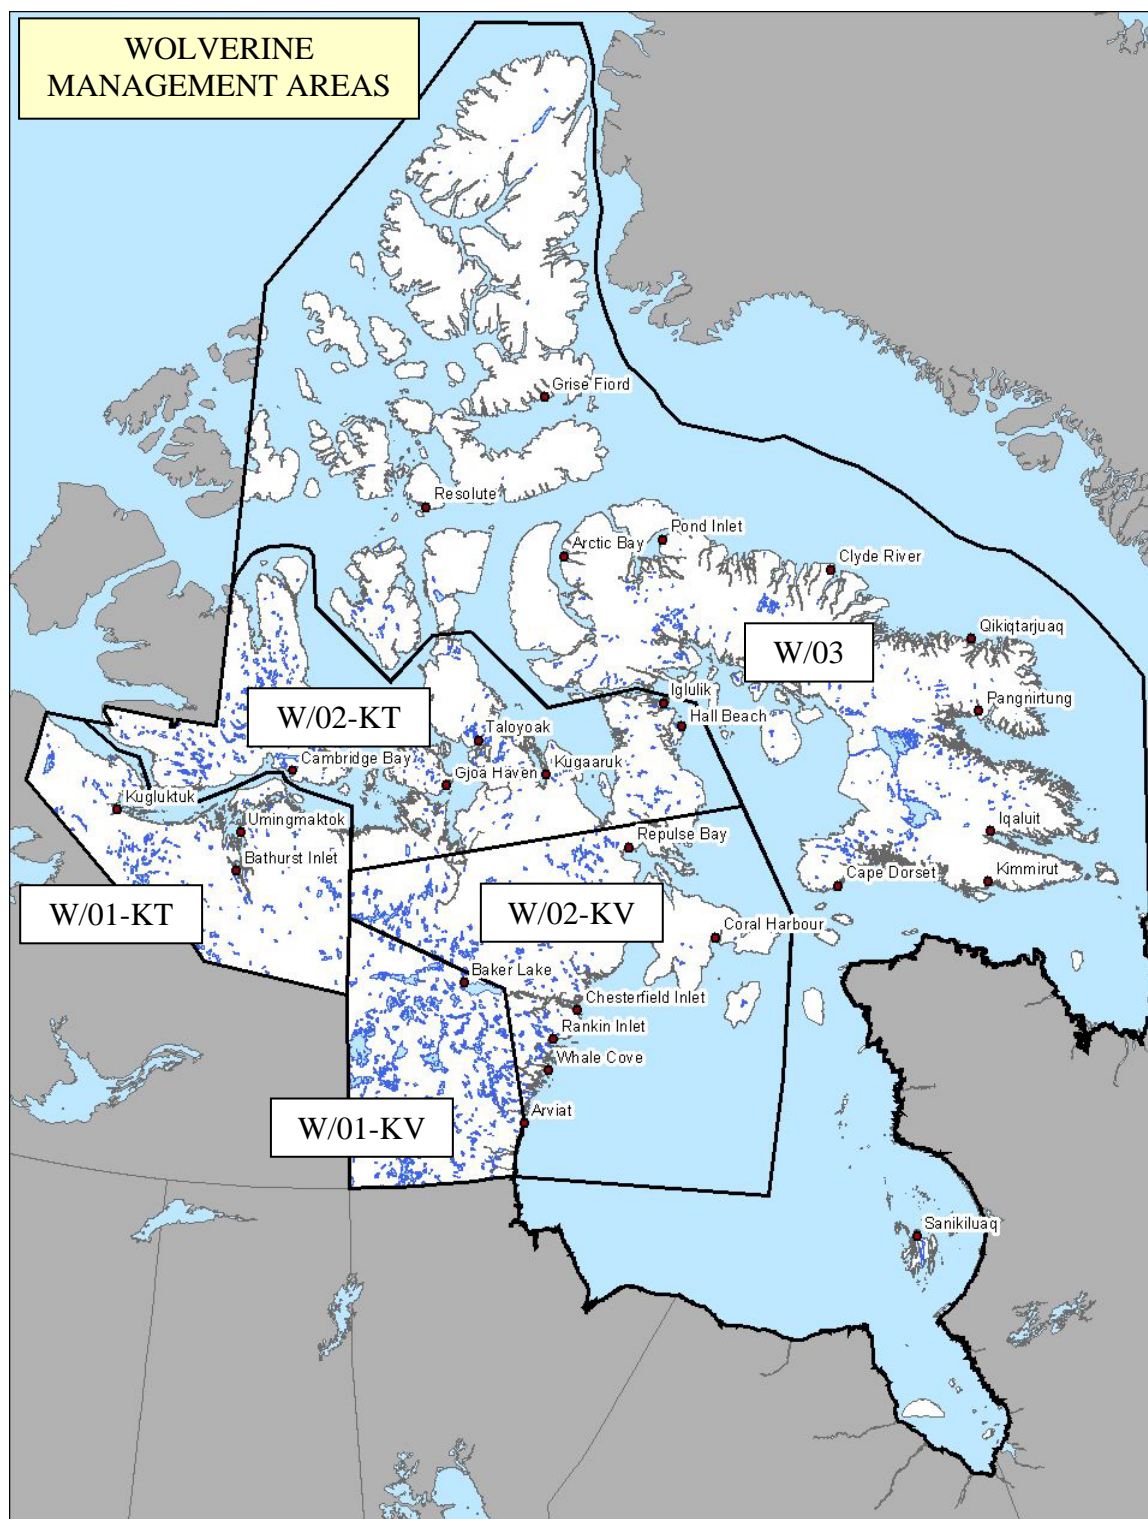 WOLVERINE
MANAGEMENT AREAS
Grise Fiord
Resolute
Pond Inlet
Arctic Bay
Clyde River
Qikiqtarjuaq
W/03
Iglulik
Pangnirtung
W/02-KT
Hall Beach
Taloyoak
Cambridge Bay
Kugaaruk
Gjoa Haven
Kugluktuk
Umingmaktok
Repulse Bay
Iqaluit
Bathurst Inlet
Cape Dorset
Kimmirut
W/01-KT
W/02-KV
Coral Harbour
Baker Lake
Chesterfield Inlet
Rankin Inlet
Whale Cove
Arviat
W/01-KV
Sanikiluaq